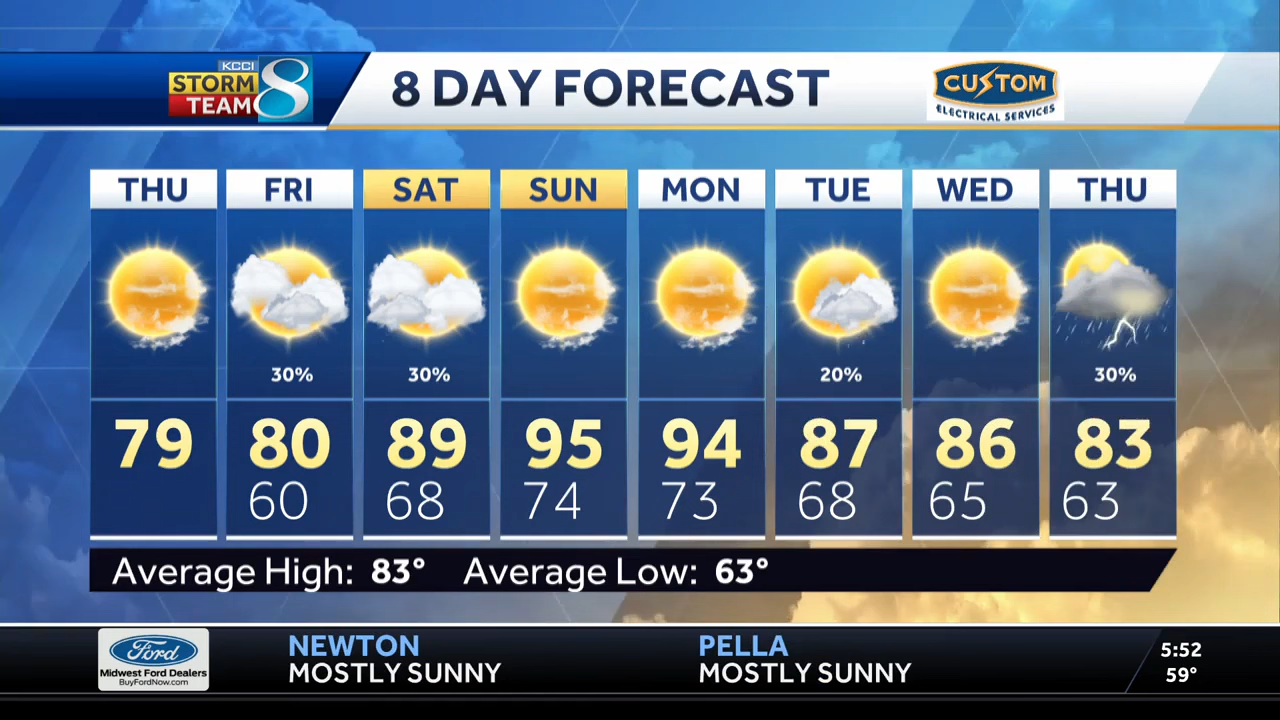 KCCI
STORM
TEAM 8
8 DAY FORECAST
CUSTOM
ELECTRICAL SERVICES
THU FRI SAT SUN MON TUE WED THU
30% 30% 20% 30%
79 80 89 95 94 87 86 83
60 68 74 73 68 65 63
Average High: 83° Average Low: 63°
Ford
Midwest Ford Dealers
BuyFordNow.com
NEWTON
MOSTLY SUNNY
PELLA
MOSTLY SUNNY
5:52
59°